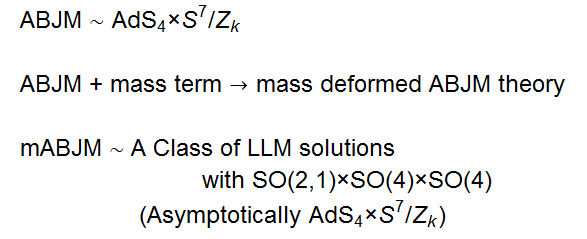 ABJM ~ AdS₄×S⁷/Zₖ
ABJM + mass term → mass deformed ABJM theory
mABJM ~ A Class of LLM solutions
with SO(2,1)×SO(4)×SO(4)
(Asymptotically AdS₄×S⁷/Zₖ)